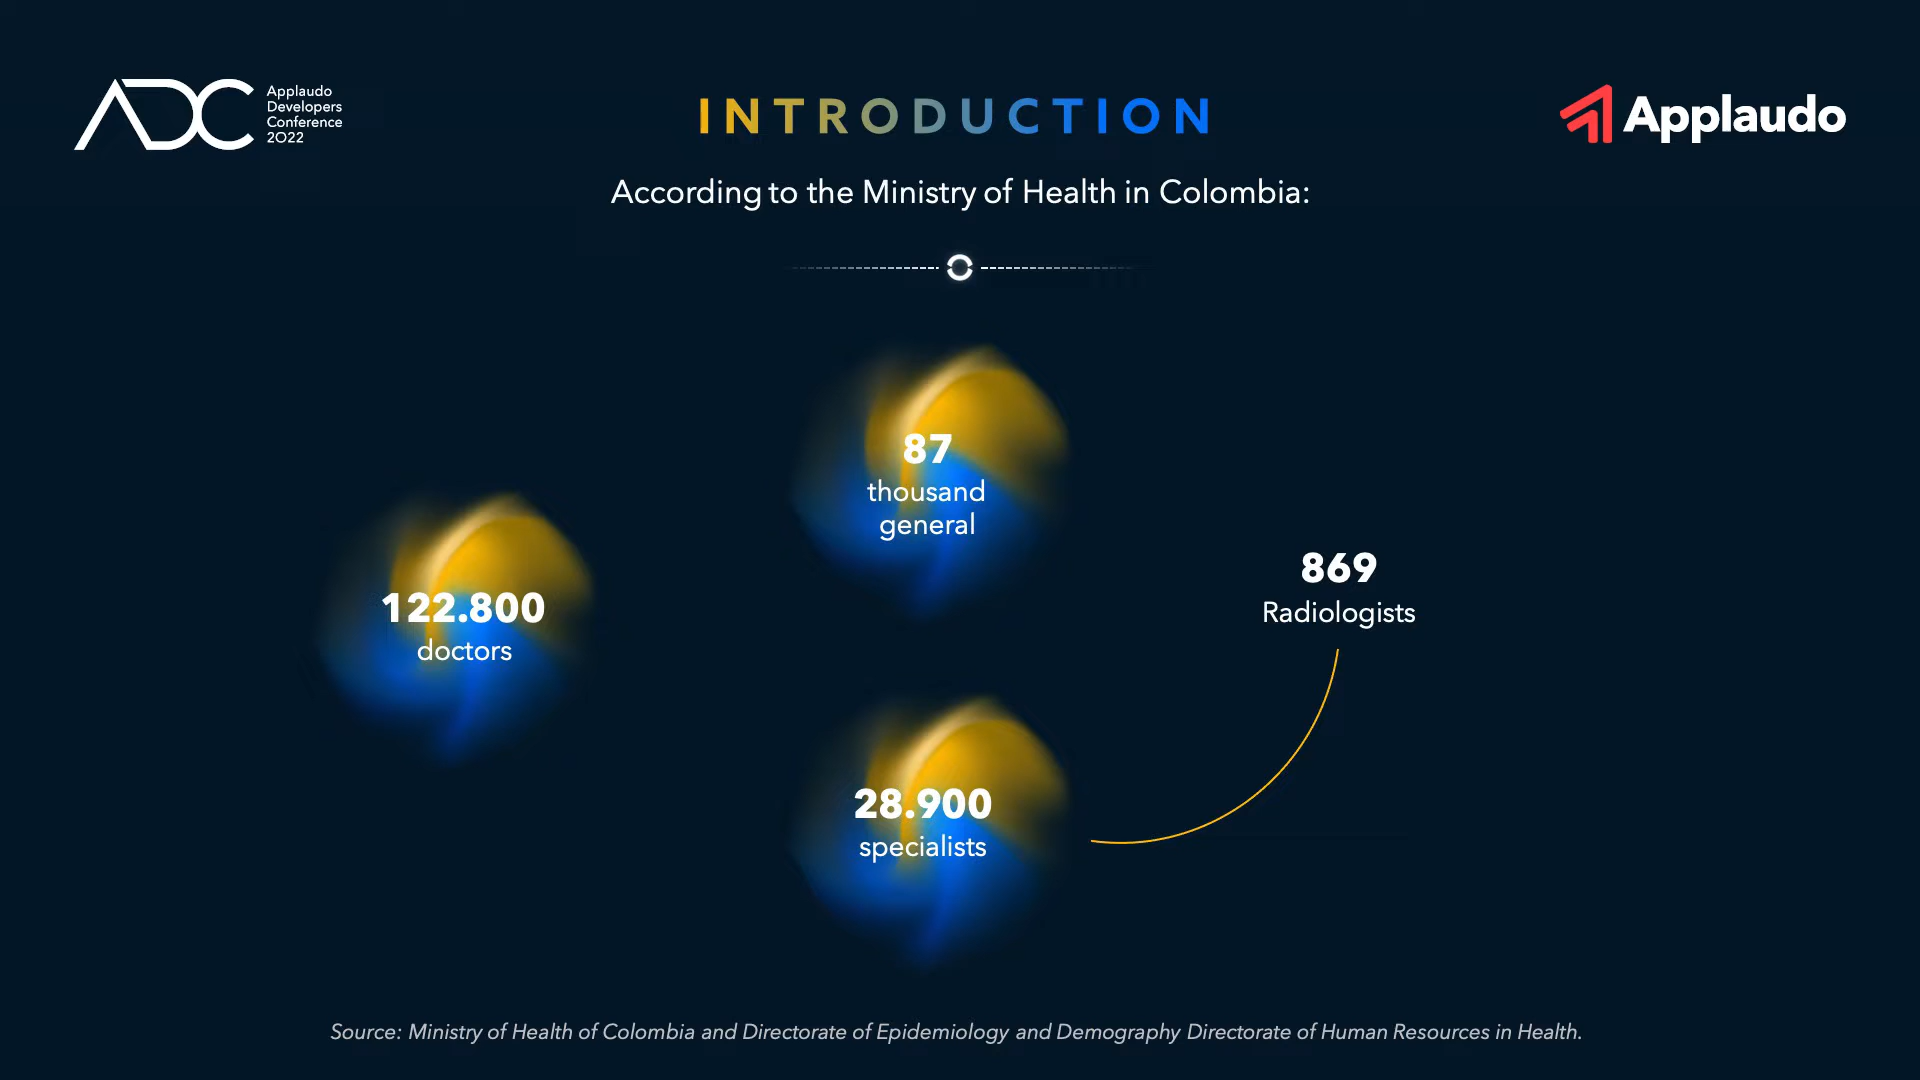 Applaudo
Developers
Conference
2022
ADC
INTRODUCTION
Applaudo
According to the Ministry of Health in Colombia:
87
thousand
general
122.800
doctors
869
Radiologists
28.900
specialists
Source: Ministry of Health of Colombia and Directorate of Epidemiology and Demography Directorate of Human Resources in Health.